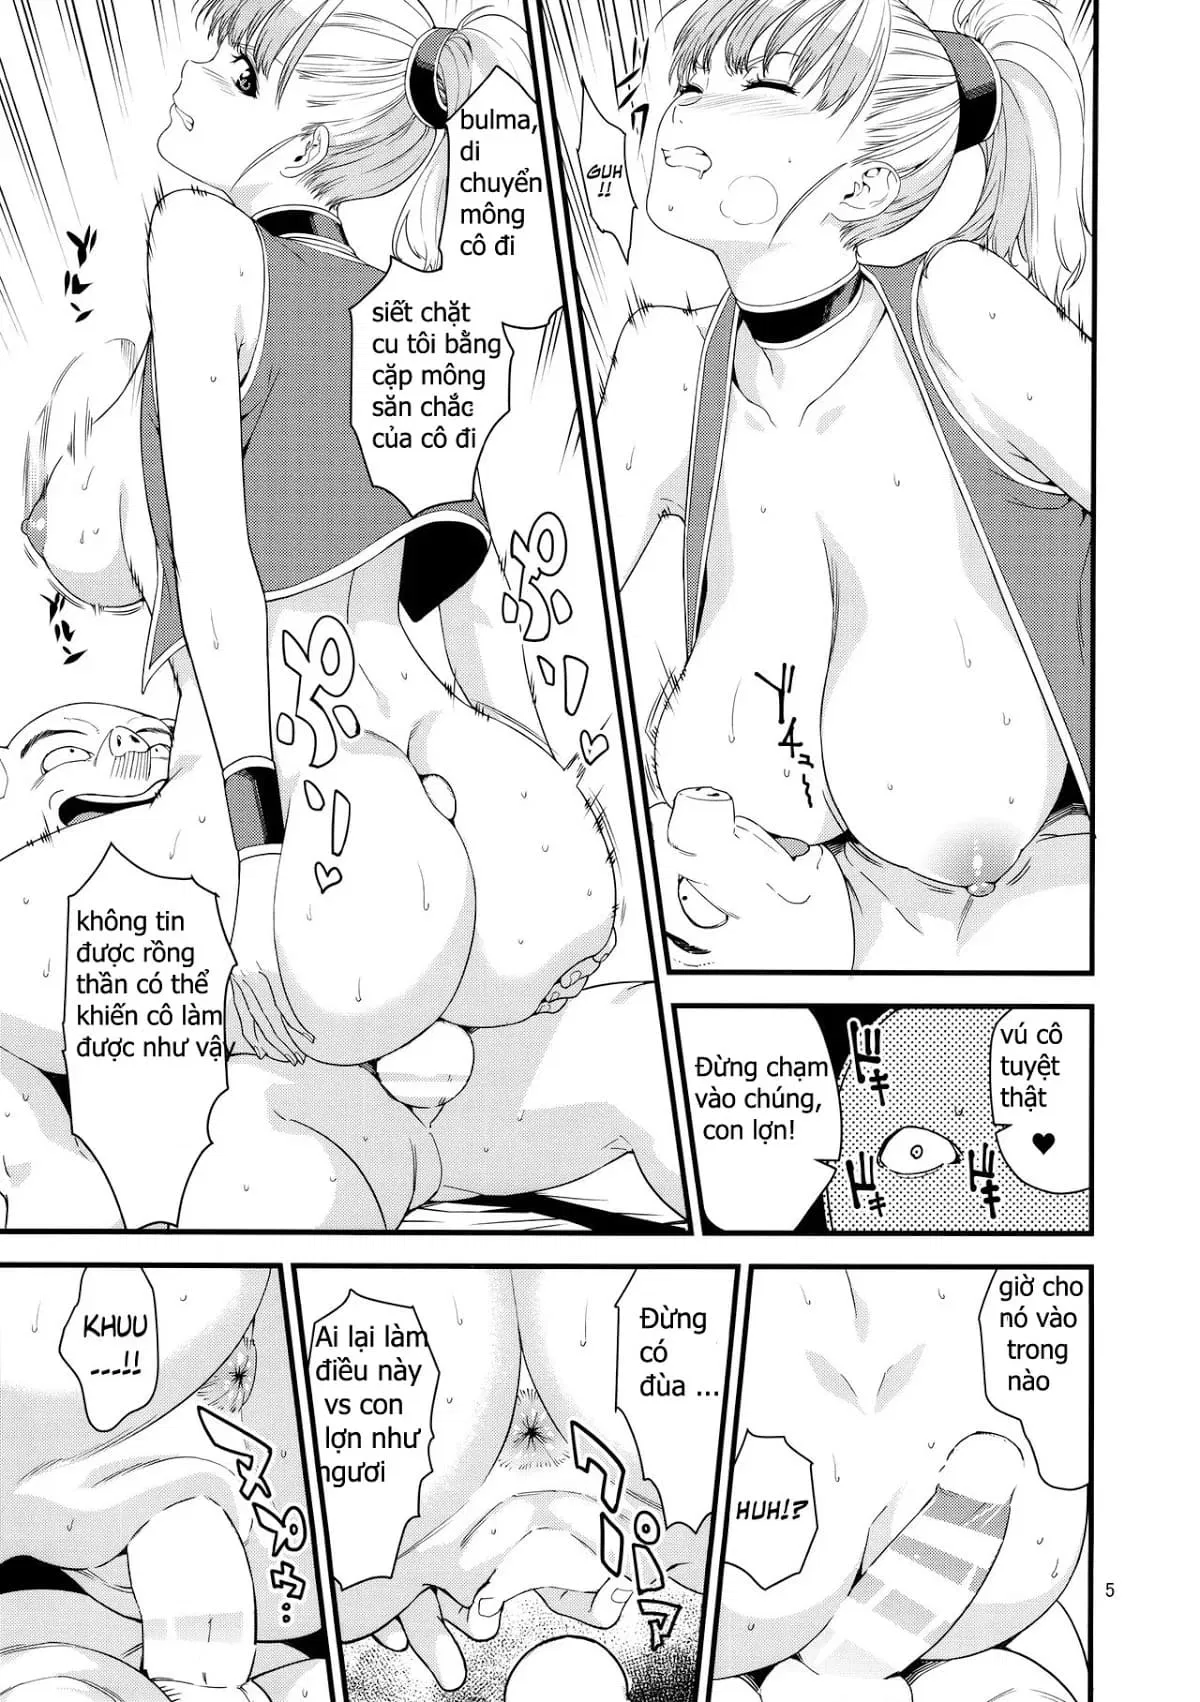 GUH
!!
bulma,
di
chuyển
mông
cô đi
siết chặt
cu tôi bằng
cặp mông
săn chắc
của cô đi
không tin
được rồng
thần có thể
khiến cô làm
được như vậy
vú cô
tuyệt
thật
♥
Đừng chạm
vào chúng,
con lợn!
giờ cho
nó vào
trong
nào
HUH!?
Đừng
có
đùa ...
Ai lại làm
điều này
vs con
lợn như
ngươi
KHUU
---!!
5